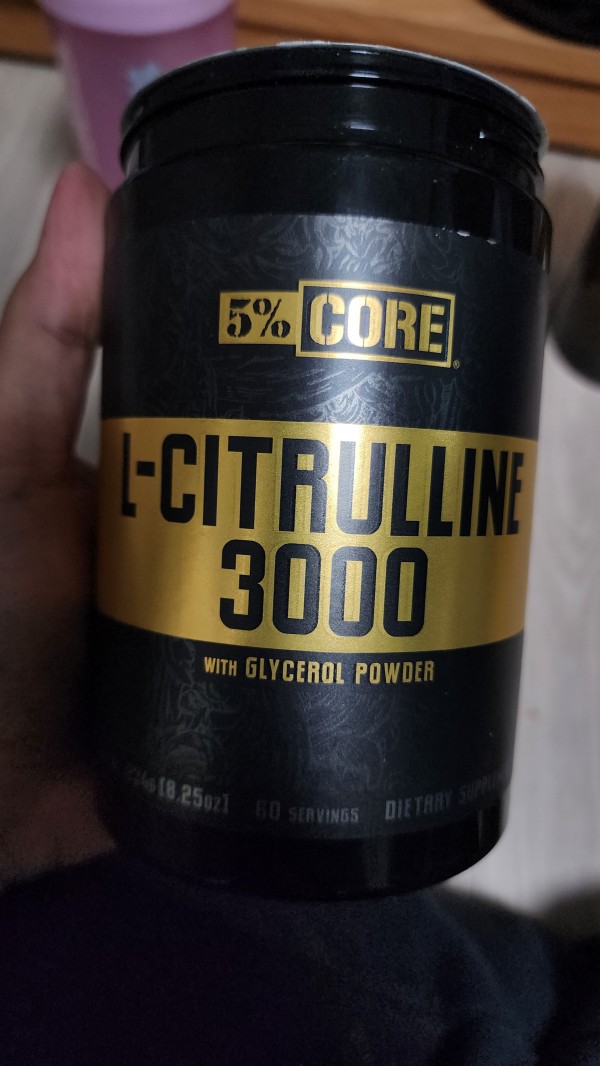 5% CORE®
L-CITRULLINE
3000
WITH GLYCEROL POWDER
[8.25oz] 60 SERVINGS DIETARY